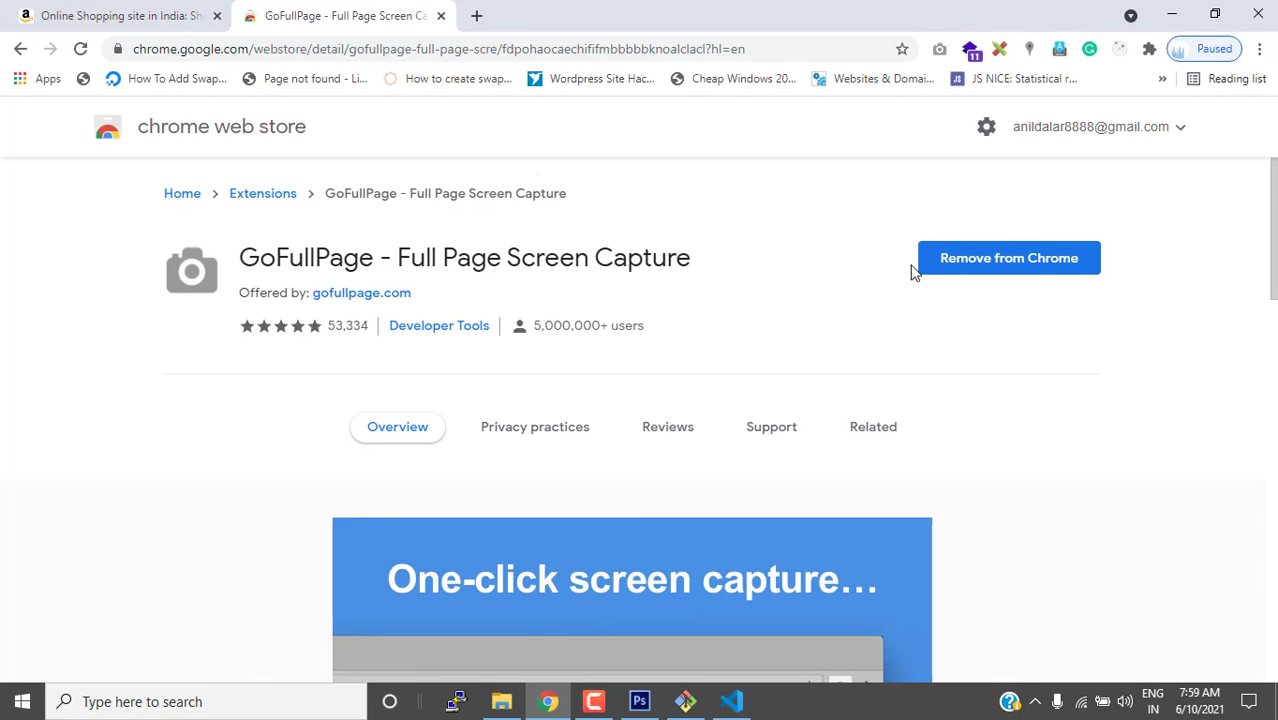 Online Shopping site in India: Sh
GoFullPage - Full Page Screen Ca
chrome.google.com/webstore/detail/gofullpage-full-page-scre/fdpohaocaechififmbbbbbknoalclacl?hl=en
11
Paused
Apps
How To Add Swap...
Page not found - Li...
How to create swap...
Wordpress Site Hac...
Cheap Windows 20...
Websites & Domai...
JS NICE: Statistical r...
»
Reading list
chrome web store
anildalar8888@gmail.com
Home > Extensions > GoFullPage - Full Page Screen Capture
GoFullPage - Full Page Screen Capture
Remove from Chrome
Offered by: gofullpage.com
53,334
Developer Tools
5,000,000+ users
Overview
Privacy practices
Reviews
Support
Related
One-click screen capture...
Type here to search
Ps
ENG
IN
7:59 AM
6/10/2021